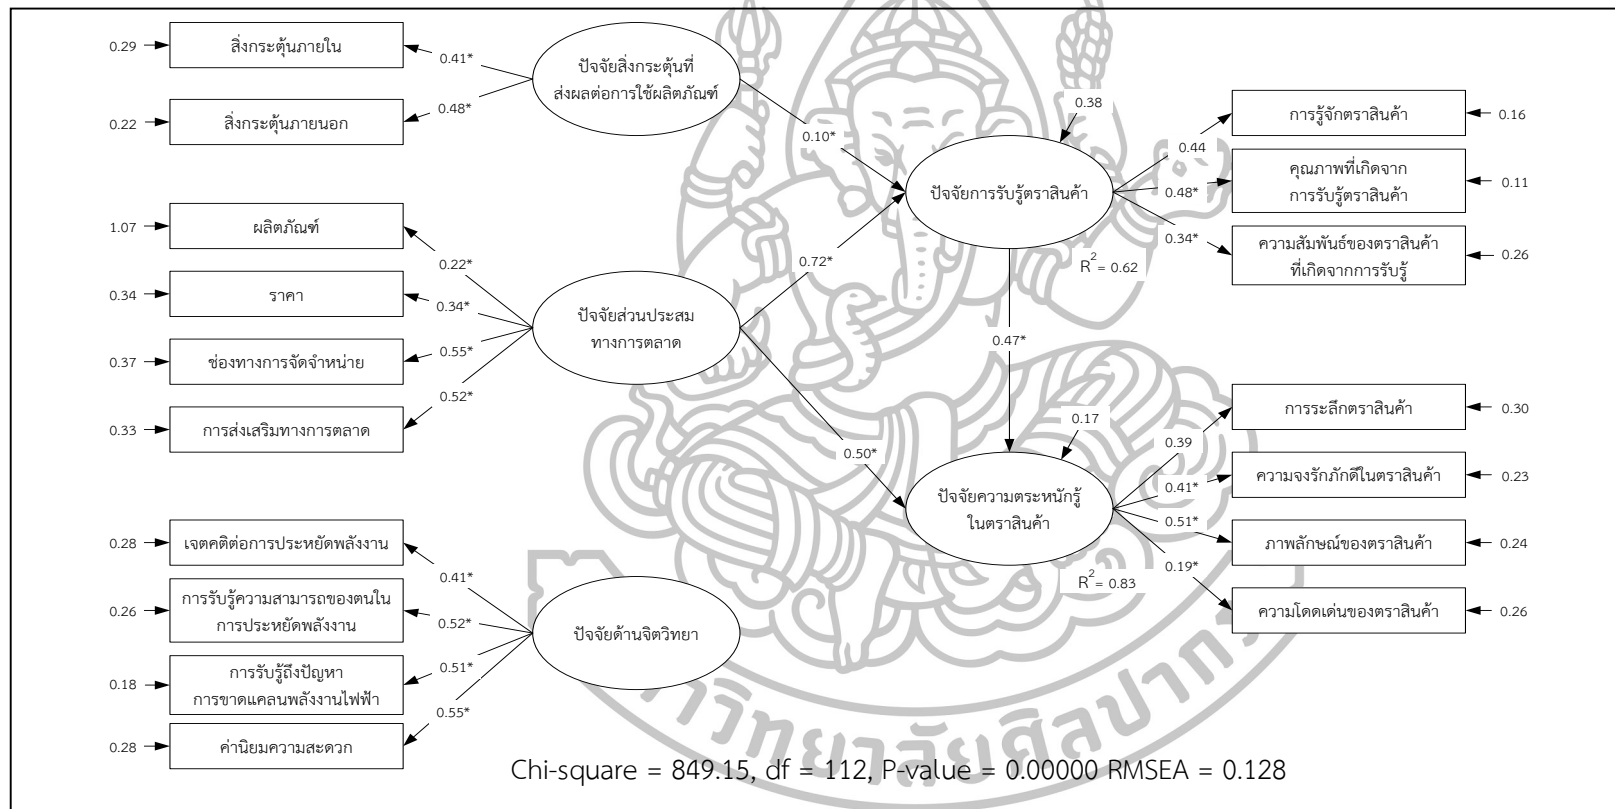 0.29
สิ่งกระตุ้นภายใน
0.41*
0.22
สิ่งกระตุ้นภายนอก
0.48*
ปัจจัยสิ่งกระตุ้นที่
ส่งผลต่อการใช้ผลิตภัณฑ์
0.10*
1.07
ผลิตภัณฑ์
0.22*
0.34
ราคา
0.34*
0.37
ช่องทางการจัดจำหน่าย
0.55*
0.33
การส่งเสริมทางการตลาด
0.52*
ปัจจัยส่วนประสม
ทางการตลาด
0.72*
0.50*
0.28
เจตคติต่อการประหยัดพลังงาน
0.41*
0.26
การรับรู้ความสามารถของตนใน
การประหยัดพลังงาน
0.52*
0.18
การรับรู้ถึงปัญหา
การขาดแคลนพลังงานไฟฟ้า
0.51*
0.28
ค่านิยมความสะดวก
0.55*
ปัจจัยด้านจิตวิทยา
0.38
ปัจจัยการรับรู้ตราสินค้า
R² = 0.62
0.44
การรู้จักตราสินค้า
0.16
0.48*
คุณภาพที่เกิดจาก
การรับรู้ตราสินค้า
0.11
0.34*
ความสัมพันธ์ของตราสินค้า
ที่เกิดจากการรับรู้
0.26
0.47*
0.17
ปัจจัยความตระหนักรู้
ในตราสินค้า
R² = 0.83
0.39
การระลึกตราสินค้า
0.30
0.41*
ความจงรักภักดีในตราสินค้า
0.23
0.51*
ภาพลักษณ์ของตราสินค้า
0.24
0.19*
ความโดดเด่นของตราสินค้า
0.26
มหาวิทยาลัยศิลปากร
Chi-square = 849.15, df = 112, P-value = 0.00000 RMSEA = 0.128